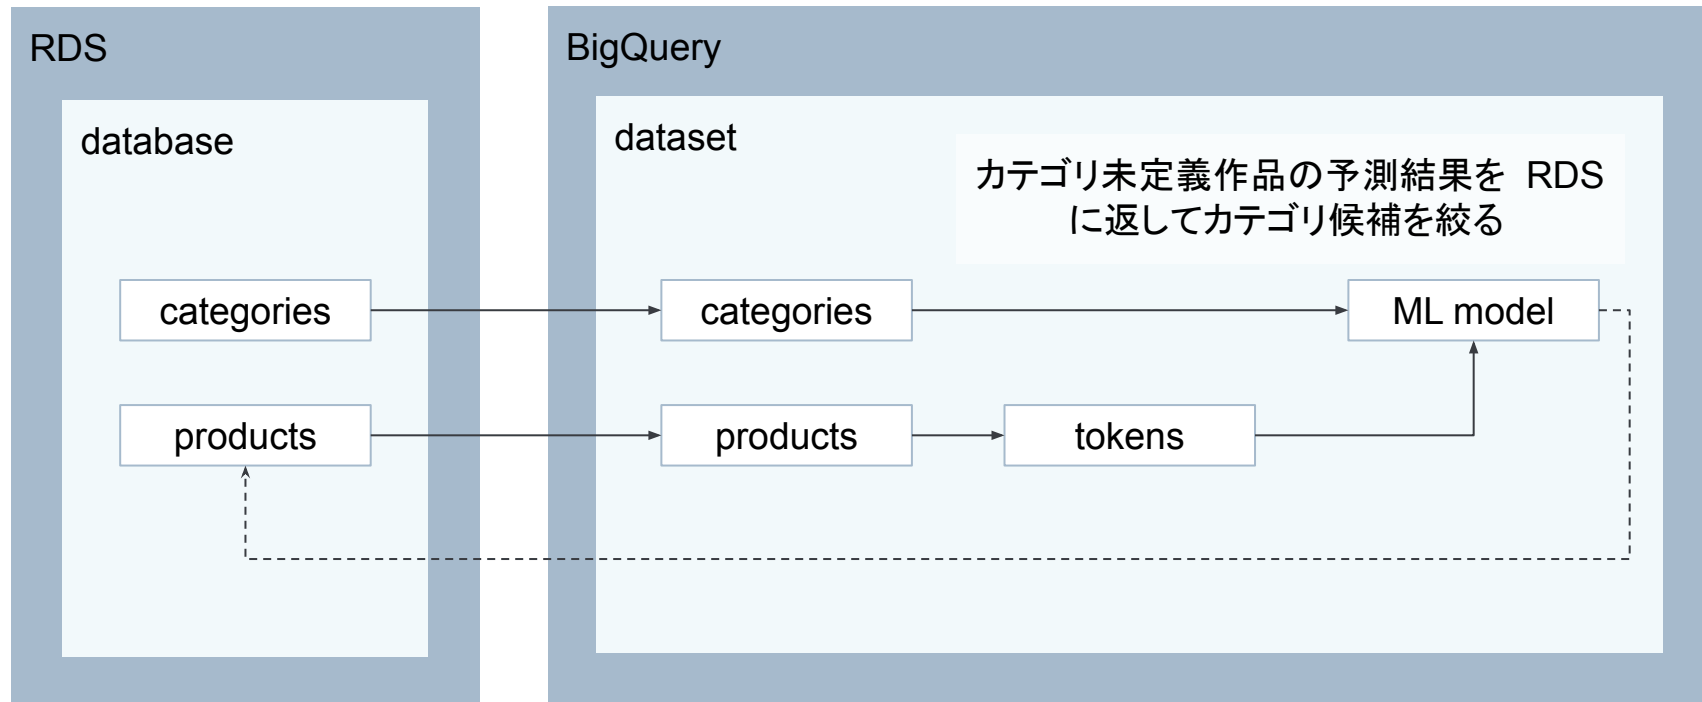 RDS
BigQuery
database
dataset
カテゴリ未定義作品の予測結果を RDS
に返してカテゴリ候補を絞る
categories
categories
ML model
products
products
tokens